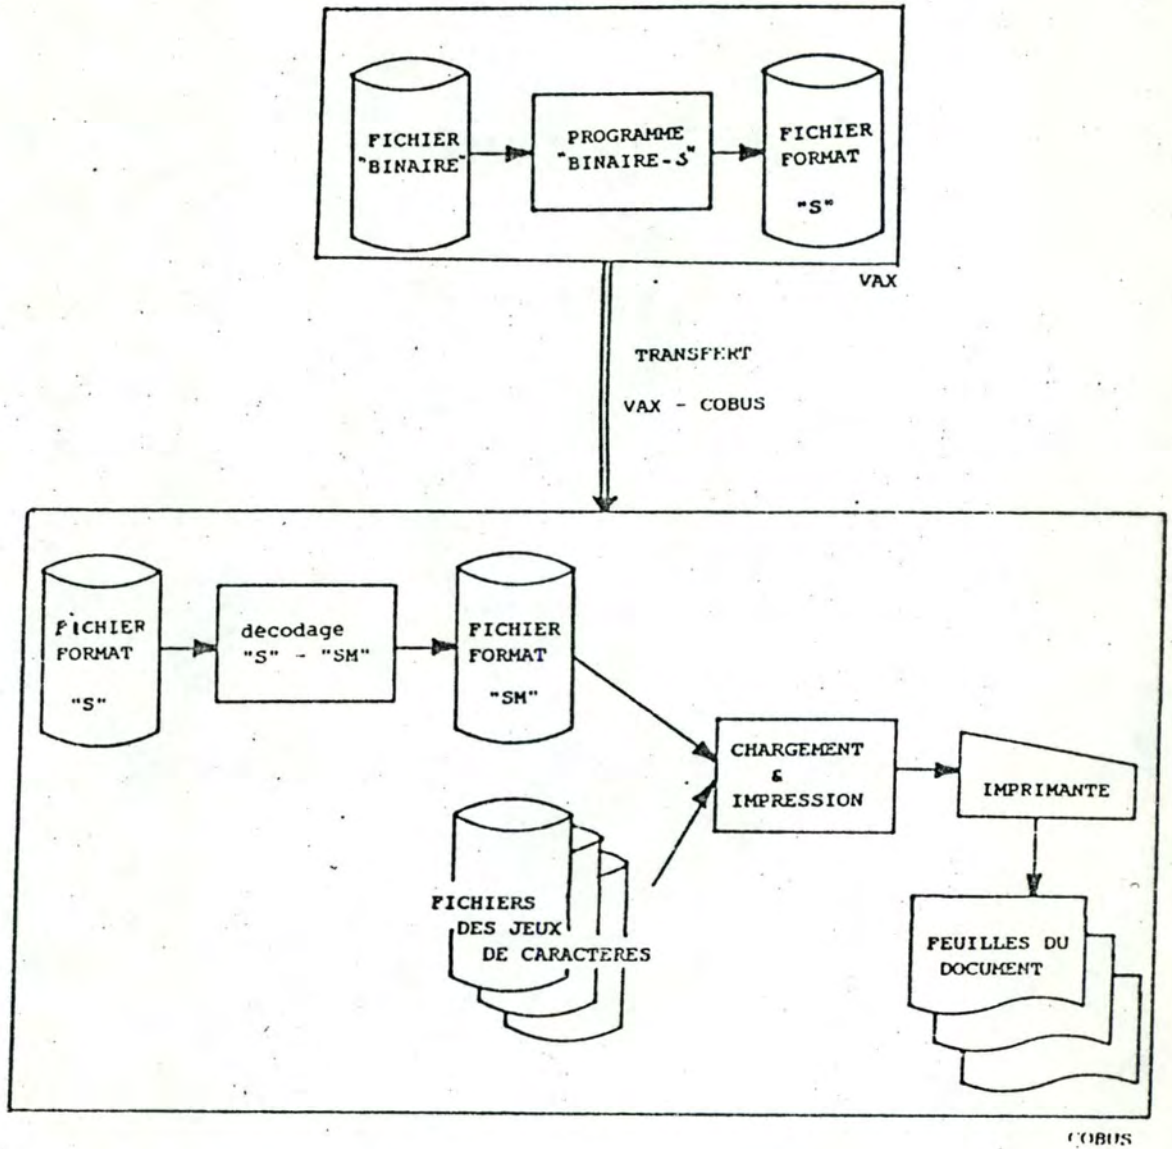 FICHIER
"BINAIRE"
PROGRAMME
"BINAIRE-S"
FICHIER
FORMAT
"S"
VAX
TRANSFERT
VAX - COBUS
FICHIER
FORMAT
"S"
décodage
"S" - "SM"
FICHIER
FORMAT
"SM"
CHARGEMENT
&
IMPRESSION
IMPRIMANTE
FICHIERS
DES JEUX
DE CARACTERES
FEUILLES DU
DOCUMENT
COBUS